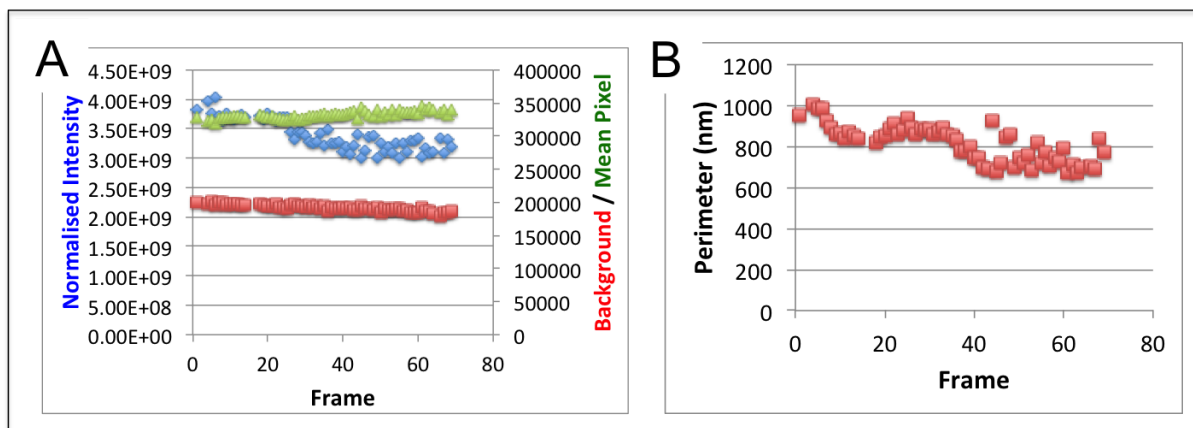 A
Normalised Intensity
4.50E+09
4.00E+09
3.50E+09
3.00E+09
2.50E+09
2.00E+09
1.50E+09
1.00E+09
5.00E+08
0.00E+00
400000
350000
300000
250000
200000
150000
100000
50000
0
Background / Mean Pixel
0 20 40 60 80
Frame
B
Perimeter (nm)
1200
1000
800
600
400
200
0
0 20 40 60 80
Frame